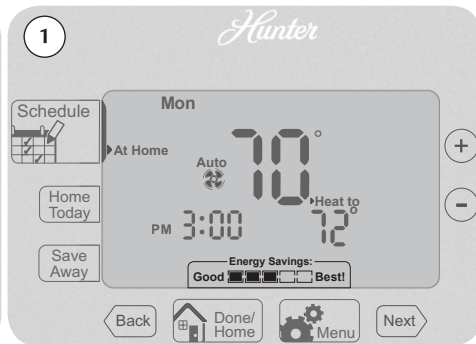 1
Hunter
Schedule
Mon
At Home
Auto
70°
Heat to
72°
PM 3:00
Home
Today
Save
Away
Energy Savings:
Good Best!
+
-
Back
Done/
Home
Menu
Next